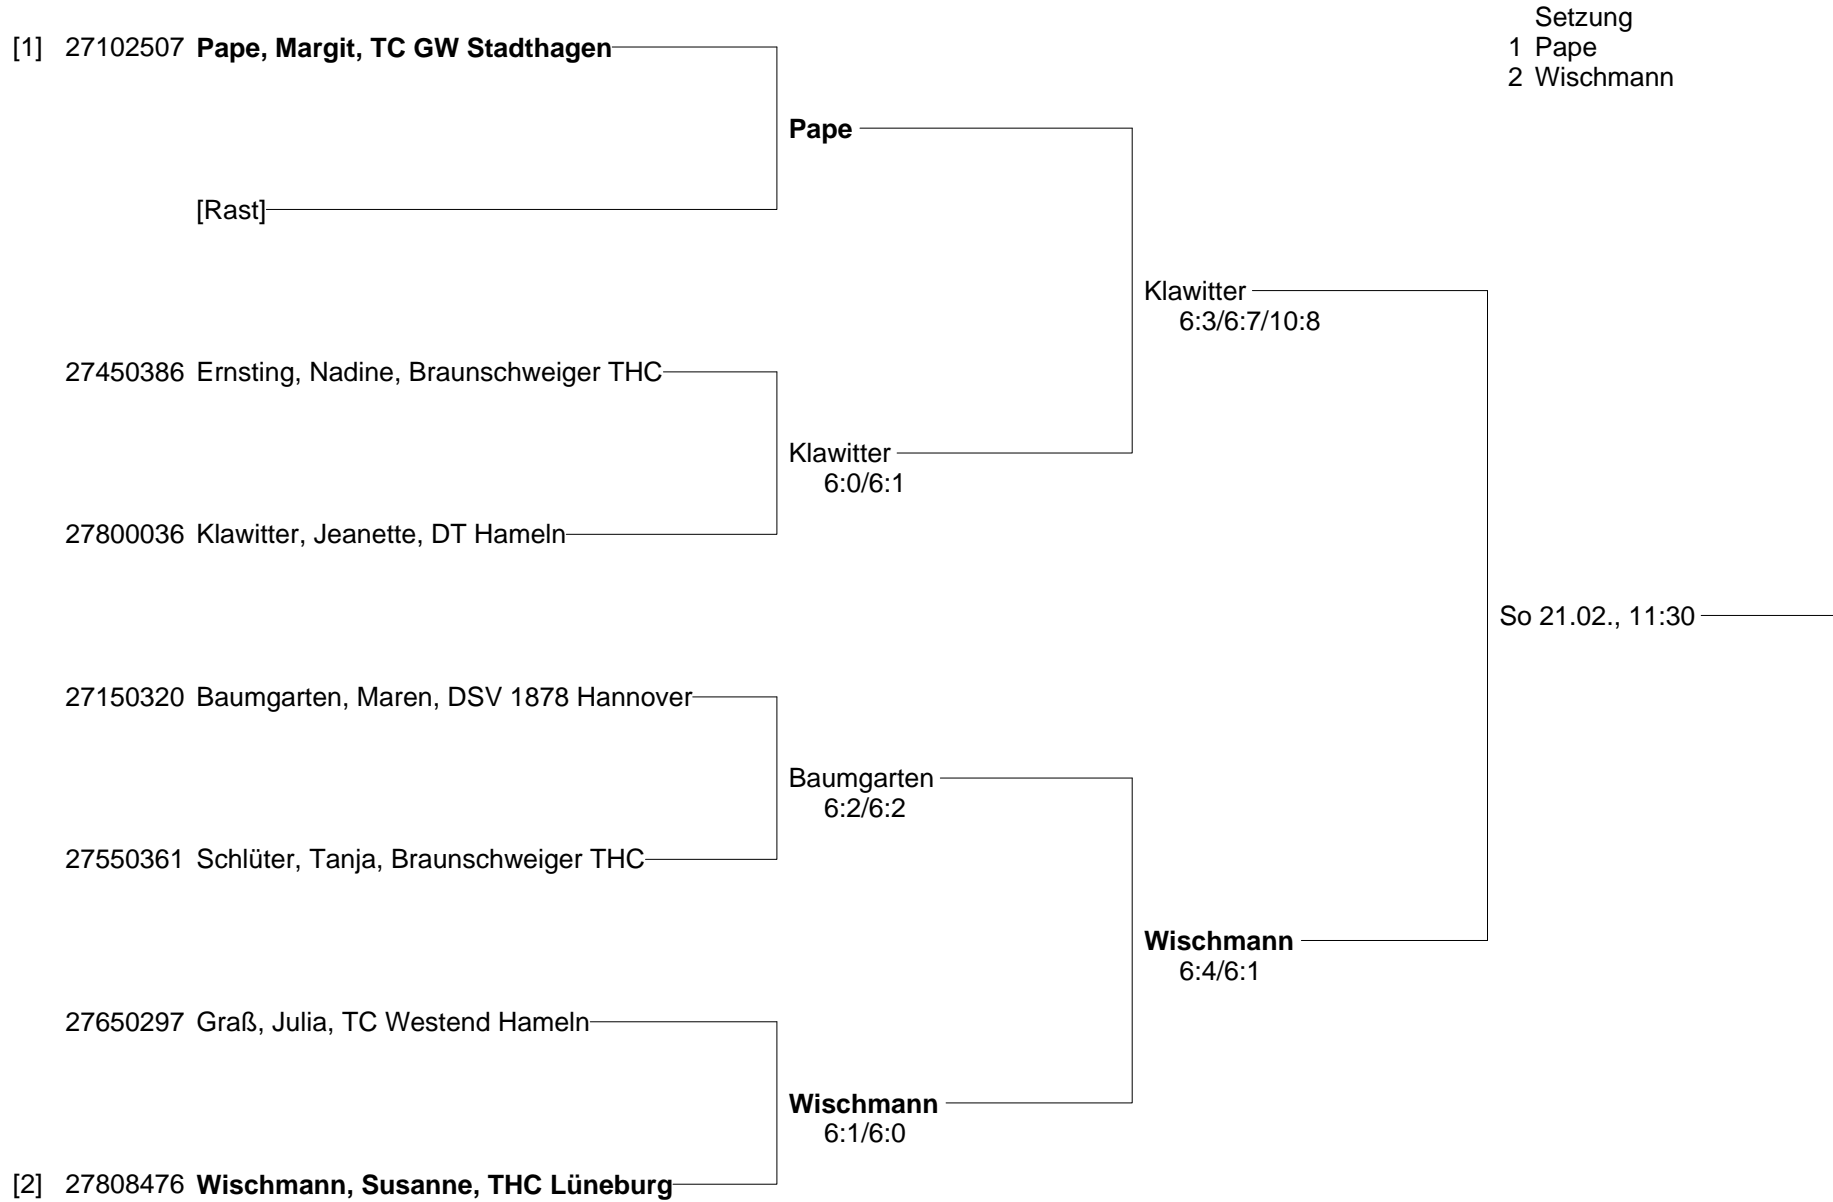 Setzung
1 Pape
2 Wischmann
[1] 27102507 Pape, Margit, TC GW Stadthagen
Pape
[Rast]
Klawitter
6:3/6:7/10:8
27450386 Ernsting, Nadine, Braunschweiger THC
Klawitter
6:0/6:1
27800036 Klawitter, Jeanette, DT Hameln
So 21.02., 11:30
27150320 Baumgarten, Maren, DSV 1878 Hannover
Baumgarten
6:2/6:2
27550361 Schlüter, Tanja, Braunschweiger THC
Wischmann
6:4/6:1
27650297 Graß, Julia, TC Westend Hameln
Wischmann
6:1/6:0
[2] 27808476 Wischmann, Susanne, THC Lüneburg